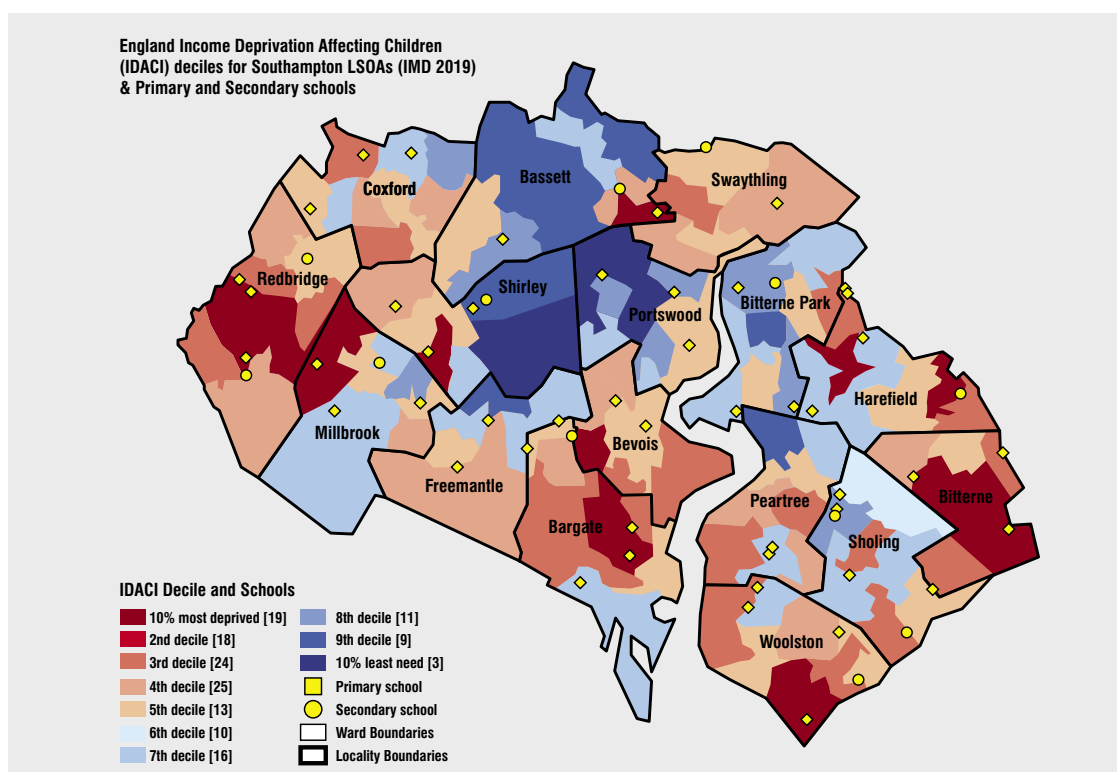 England Income Deprivation Affecting Children
(IDACI) deciles for Southampton LSOAs (IMD 2019)
& Primary and Secondary schools
Swaythling
Bassett
Coxford
Redbridge
Shirley
Portswood
Bitterne Park
Harefield
Millbrook
Bevois
Freemantle
Bitterne
Peartree
Bargate
Sholing
Woolston
IDACI Decile and Schools
10% most deprived [19]
2nd decile [18]
3rd decile [24]
4th decile [25]
5th decile [13]
6th decile [10]
7th decile [16]
8th decile [11]
9th decile [9]
10% least need [3]
Primary school
Secondary school
Ward Boundaries
Locality Boundaries